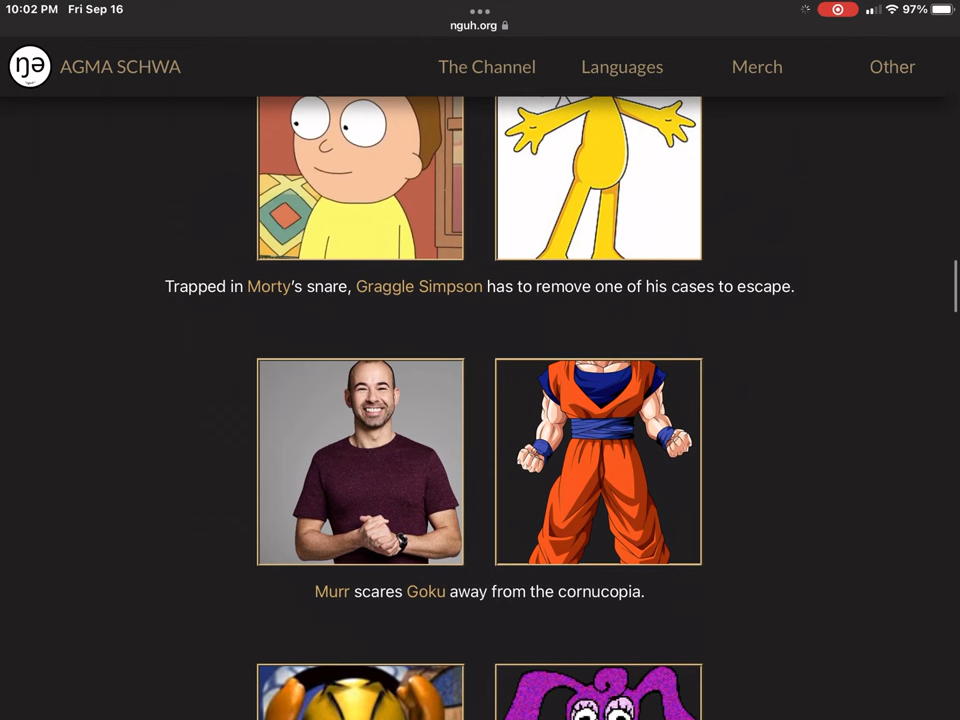 10:02 PM Fri Sep 16
97%
nguh.org
ŋə AGMA SCHWA The Channel Languages Merch Other
Trapped in Morty's snare, Graggle Simpson has to remove one of his cases to escape.
Murr scares Goku away from the cornucopia.